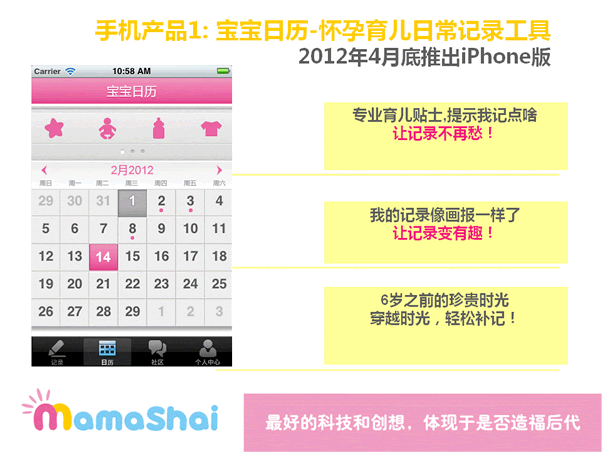 手机产品1: 宝宝日历-怀孕育儿日常记录工具
2012年4月底推出iPhone版
Carrier 10:58 AM
宝宝日历
2月2012
周日 周一 周二 周三 周四 周五 周六
29 30 31 1 2 3 4
5 6 7 8 9 10 11
12 13 14 15 16 17 18
19 20 21 22 23 24 25
26 27 28 29 1 2 3
记录 日历 社区 个人中心
专业育儿贴士,提示我记点啥
让记录不再愁！
我的记录像画报一样了
让记录变有趣！
6岁之前的珍贵时光
穿越时光，轻松补记！
mamaShai
最好的科技和创想，体现于是否造福后代